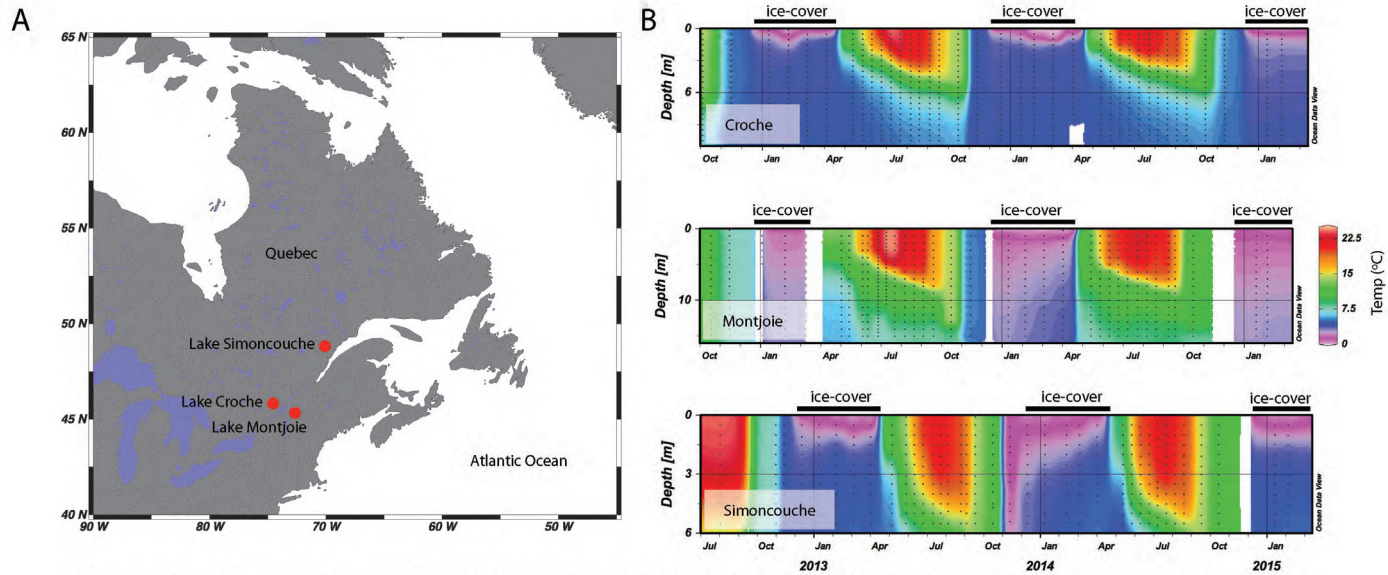 A
65 N
60 N
55 N
50 N
45 N
40 N
90 W 80 W 70 W 60 W 50 W
Quebec
Lake Simoncouche
Lake Croche
Lake Montjoie
Atlantic Ocean
B
ice-cover ice-cover ice-cover
0
6
Depth [m]
Croche
Ocean Data View
Oct Jan Apr Jul Oct Jan Apr Jul Oct Jan
ice-cover ice-cover ice-cover
0
10
Depth [m]
Montjoie
Ocean Data View
Oct Jan Apr Jul Oct Jan Apr Jul Oct Jan
22.5
15
7.5
0
Temp (°C)
ice-cover ice-cover ice-cover
0
3
6
Depth [m]
Simoncouche
Ocean Data View
Jul Oct Jan Apr Jul Oct Jan Apr Jul Oct Jan
2013 2014 2015